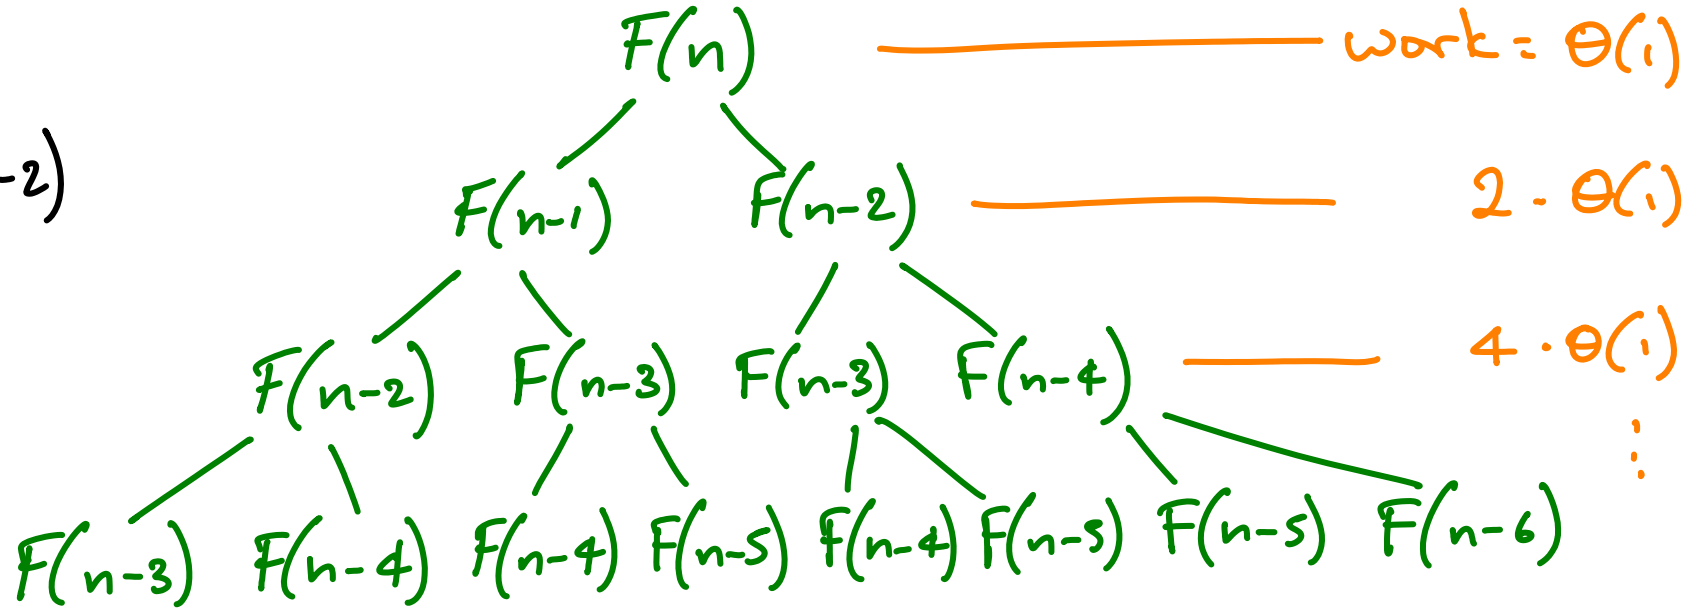 F(n) work = Θ(1)
-2)
F(n-1) F(n-2) 2 · Θ(1)
F(n-2) F(n-3) F(n-3) F(n-4) 4 · Θ(1)
⋮
F(n-3) F(n-4) F(n-4) F(n-5) F(n-4) F(n-5) F(n-5) F(n-6)